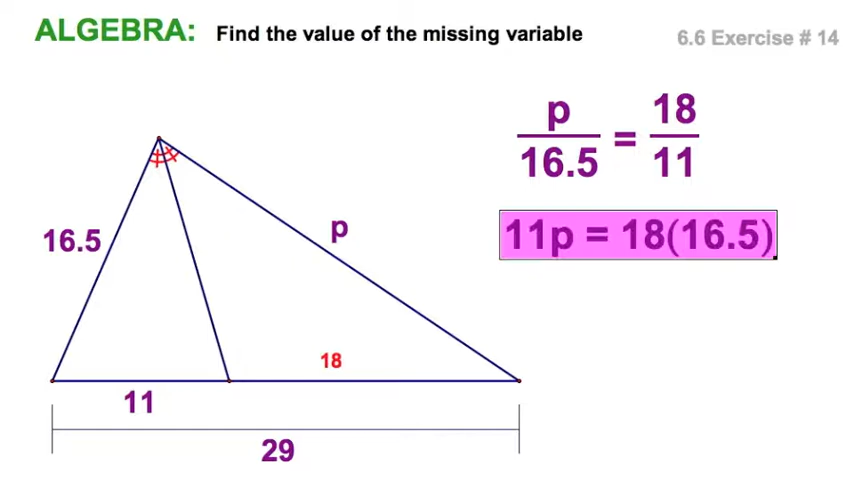 ALGEBRA: Find the value of the missing variable
6.6 Exercise # 14
p
16.5
=
18
11
11p = 18(16.5)
16.5
p
18
11
29